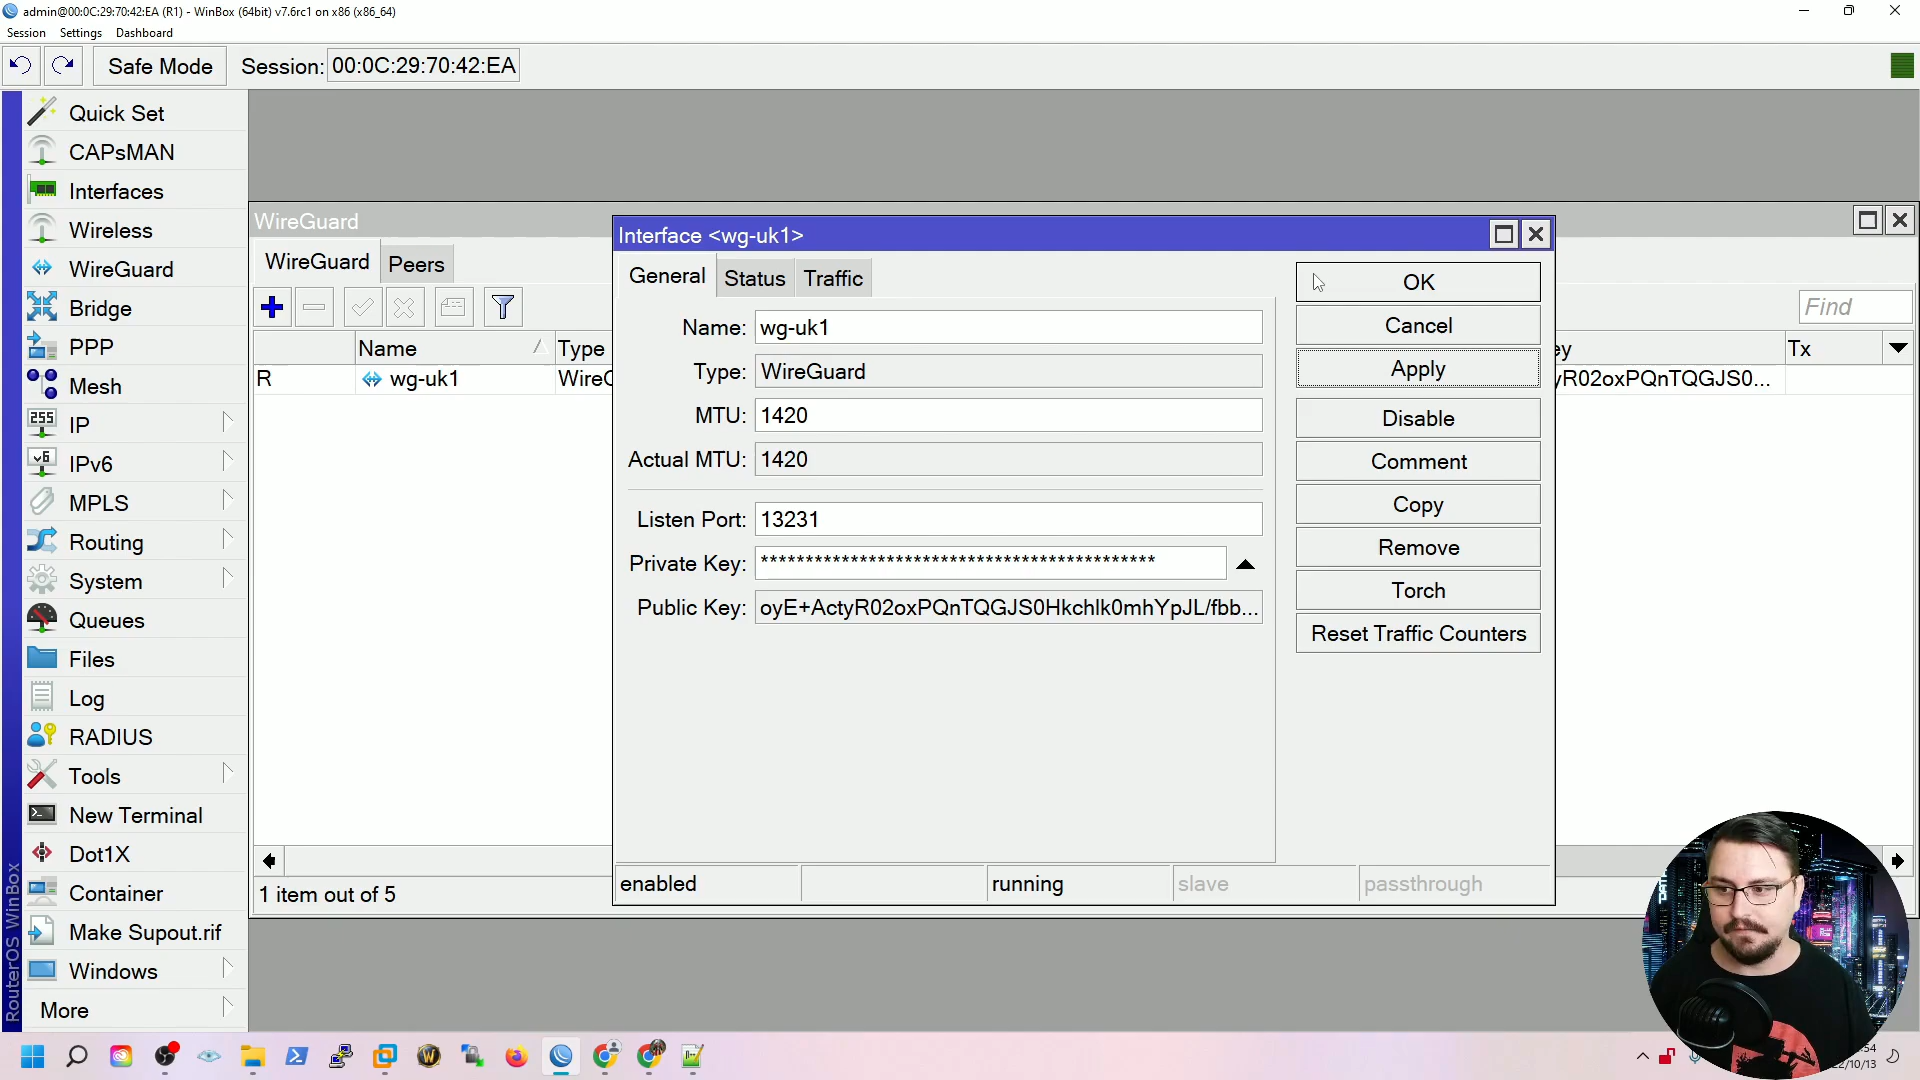 admin@00:0C:29:70:42:EA (R1) - WinBox (64bit) v7.6rc1 on x86 (x86_64)
Session Settings Dashboard
Safe Mode Session: 00:0C:29:70:42:EA
Quick Set
CAPsMAN
Interfaces
Wireless
WireGuard
Bridge
PPP
Mesh
IP
IPv6
MPLS
Routing
System
Queues
Files
Log
RADIUS
Tools
New Terminal
Dot1X
Container
Make Supout.rif
Windows
More
RouterOS WinBox
WireGuard
WireGuard Peers
Find
Name Type
Tx
R wg-uk1
R02oxPQnTQGJS0...
1 item out of 5
Interface <wg-uk1>
General Status Traffic
Name: wg-uk1
Type: WireGuard
MTU: 1420
Actual MTU: 1420
Listen Port: 13231
Private Key: ********************************************
Public Key: oyE+ActyR02oxPQnTQGJS0Hkchlk0mhYpJL/fbb...
OK
Cancel
Apply
Disable
Comment
Copy
Remove
Torch
Reset Traffic Counters
enabled running slave passthrough